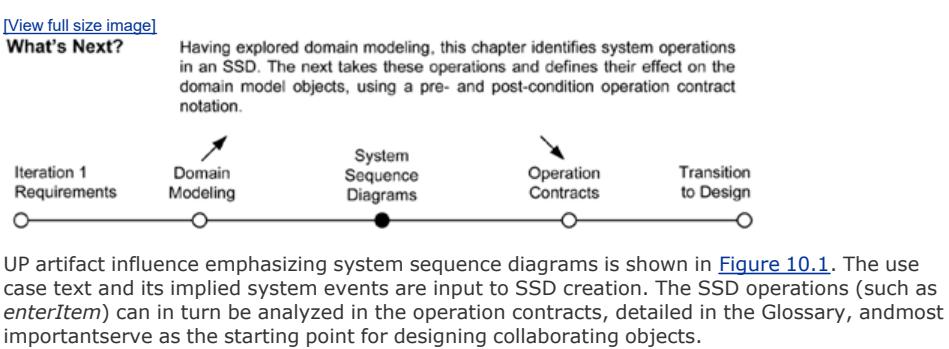 [View full size image]
What's Next?
Having explored domain modeling, this chapter identifies system operations
in an SSD. The next takes these operations and defines their effect on the
domain model objects, using a pre- and post-condition operation contract
notation.
Iteration 1
Requirements
Domain
Modeling
System
Sequence
Diagrams
Operation
Contracts
Transition
to Design
UP artifact influence emphasizing system sequence diagrams is shown in Figure 10.1. The use
case text and its implied system events are input to SSD creation. The SSD operations (such as
enterItem) can in turn be analyzed in the operation contracts, detailed in the Glossary, andmost
importantserve as the starting point for designing collaborating objects.